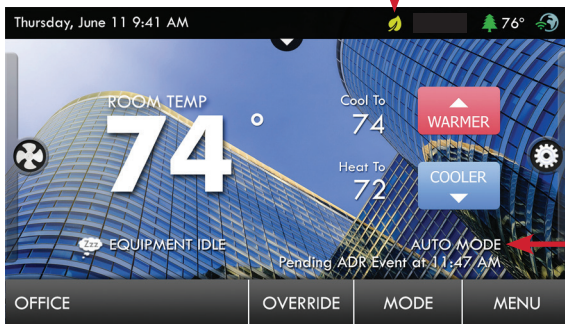 Thursday, June 11 9:41 AM
76°
ROOM TEMP
74°
Cool To
74
WARMER
Heat To
72
COOLER
Zzz
EQUIPMENT IDLE
AUTO MODE
Pending ADR Event at 11:47 AM
OFFICE
OVERRIDE
MODE
MENU